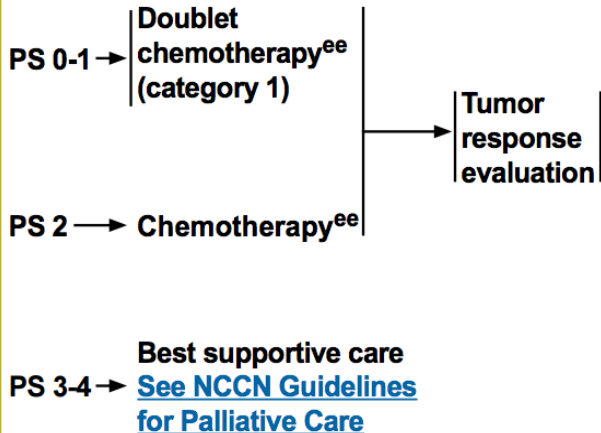 PS 0-1
Doublet
chemotherapyee
(category 1)
Tumor
response
evaluation
PS 2
Chemotherapyee
PS 3-4
Best supportive care
See NCCN Guidelines
for Palliative Care